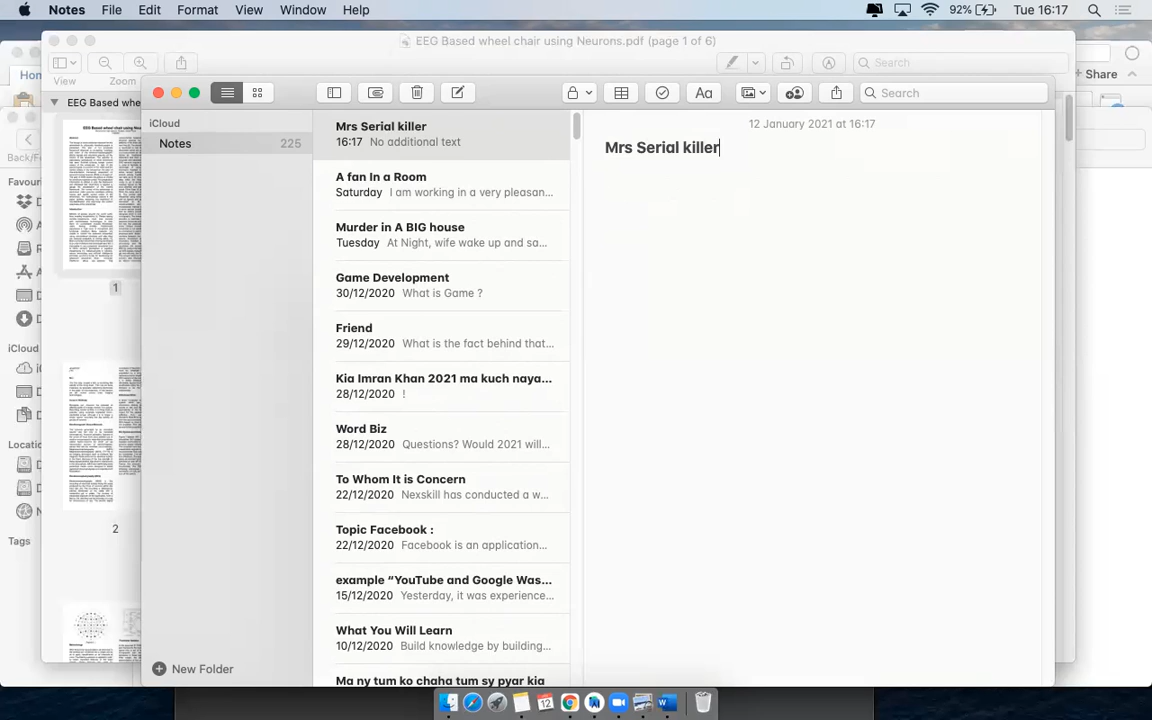 Notes File Edit Format View Window Help 92% Tue 16:17
EEG Based wheel chair using Neurons.pdf (page 1 of 6)
View Zoom Search
Share
EEG Based whe
Back/Fo
Favouri
iCloud
Locatio
Tags
1
2
Search
iCloud
Notes 225
New Folder
Mrs Serial killer
16:17 No additional text
A fan In a Room
Saturday I am working in a very pleasan...
Murder in A BIG house
Tuesday At Night, wife wake up and sa...
Game Development
30/12/2020 What is Game ?
Friend
29/12/2020 What is the fact behind that...
Kia Imran Khan 2021 ma kuch naya...
28/12/2020 !
Word Biz
28/12/2020 Questions? Would 2021 will...
To Whom It is Concern
22/12/2020 Nexskill has conducted a w...
Topic Facebook :
22/12/2020 Facebook is an application...
example “YouTube and Google Was...
15/12/2020 Yesterday, it was experience...
What You Will Learn
10/12/2020 Build knowledge by building...
Ma ny tum ko chaha tum sy pyar kia
12 January 2021 at 16:17
Mrs Serial killer
12